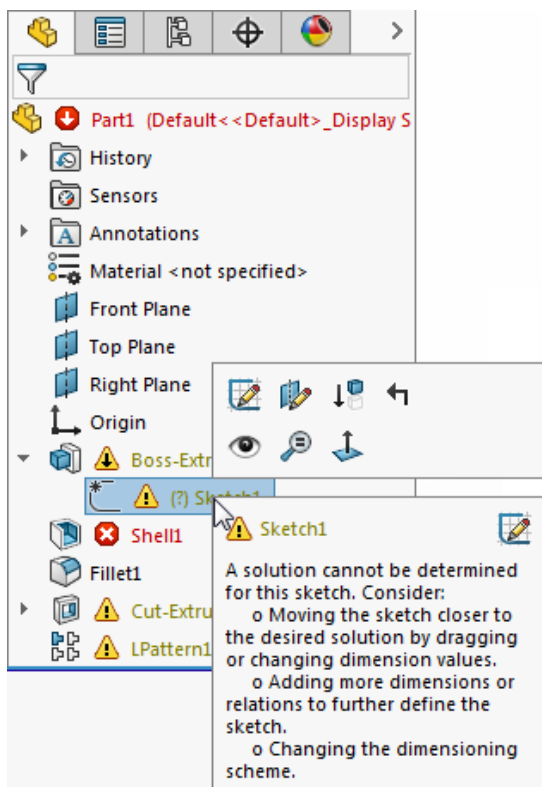 Part1 (Default<<Default>_Display S
History
Sensors
Annotations
Material <not specified>
Front Plane
Top Plane
Right Plane
Origin
Boss-Extr
(?) Sketch1
Shell1
Fillet1
Cut-Extru
LPattern1
Sketch1
A solution cannot be determined
for this sketch. Consider:
o Moving the sketch closer to
the desired solution by dragging
or changing dimension values.
o Adding more dimensions or
relations to further define the
sketch.
o Changing the dimensioning
scheme.